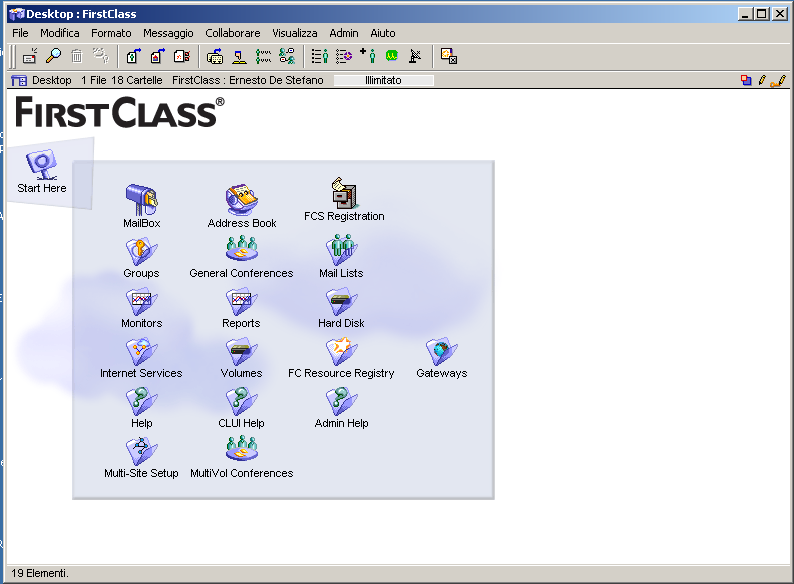 Desktop : FirstClass
File Modifica Formato Messaggio Collaborare Visualizza Admin Aiuto
Desktop 1 File 18 Cartelle FirstClass : Ernesto De Stefano Illimitato
FIRSTCLASS®
Start Here
MailBox Address Book FCS Registration
Groups General Conferences Mail Lists
Monitors Reports Hard Disk
Internet Services Volumes FC Resource Registry Gateways
Help CLUI Help Admin Help
Multi-Site Setup MultiVol Conferences
19 Elementi.